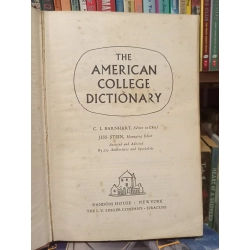 THE
AMERICAN
COLLEGE
DICTIONARY
C. L. BARNHART, Editor in Chief
JESS STEIN, Managing Editor
Assisted and Advised
By 355 Authorities and Specialists
RANDOM HOUSE · NEW YORK
THE L. W. SINGER COMPANY · SYRACUSE